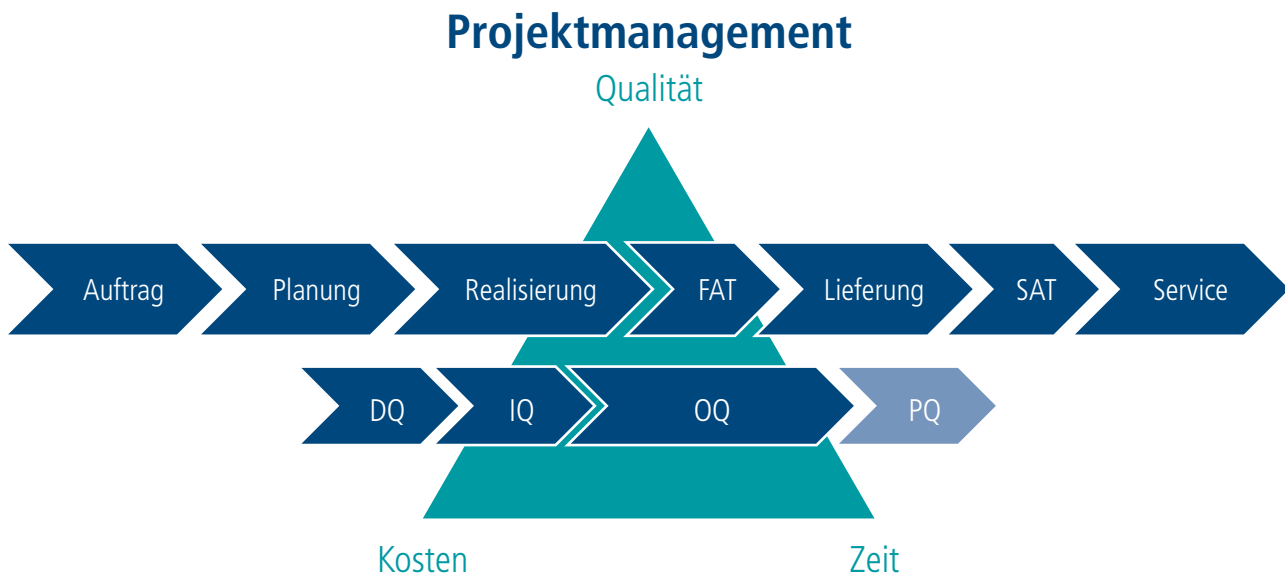 Projektmanagement
Qualität
Auftrag Planung Realisierung FAT Lieferung SAT Service
DQ IQ OQ PQ
Kosten Zeit